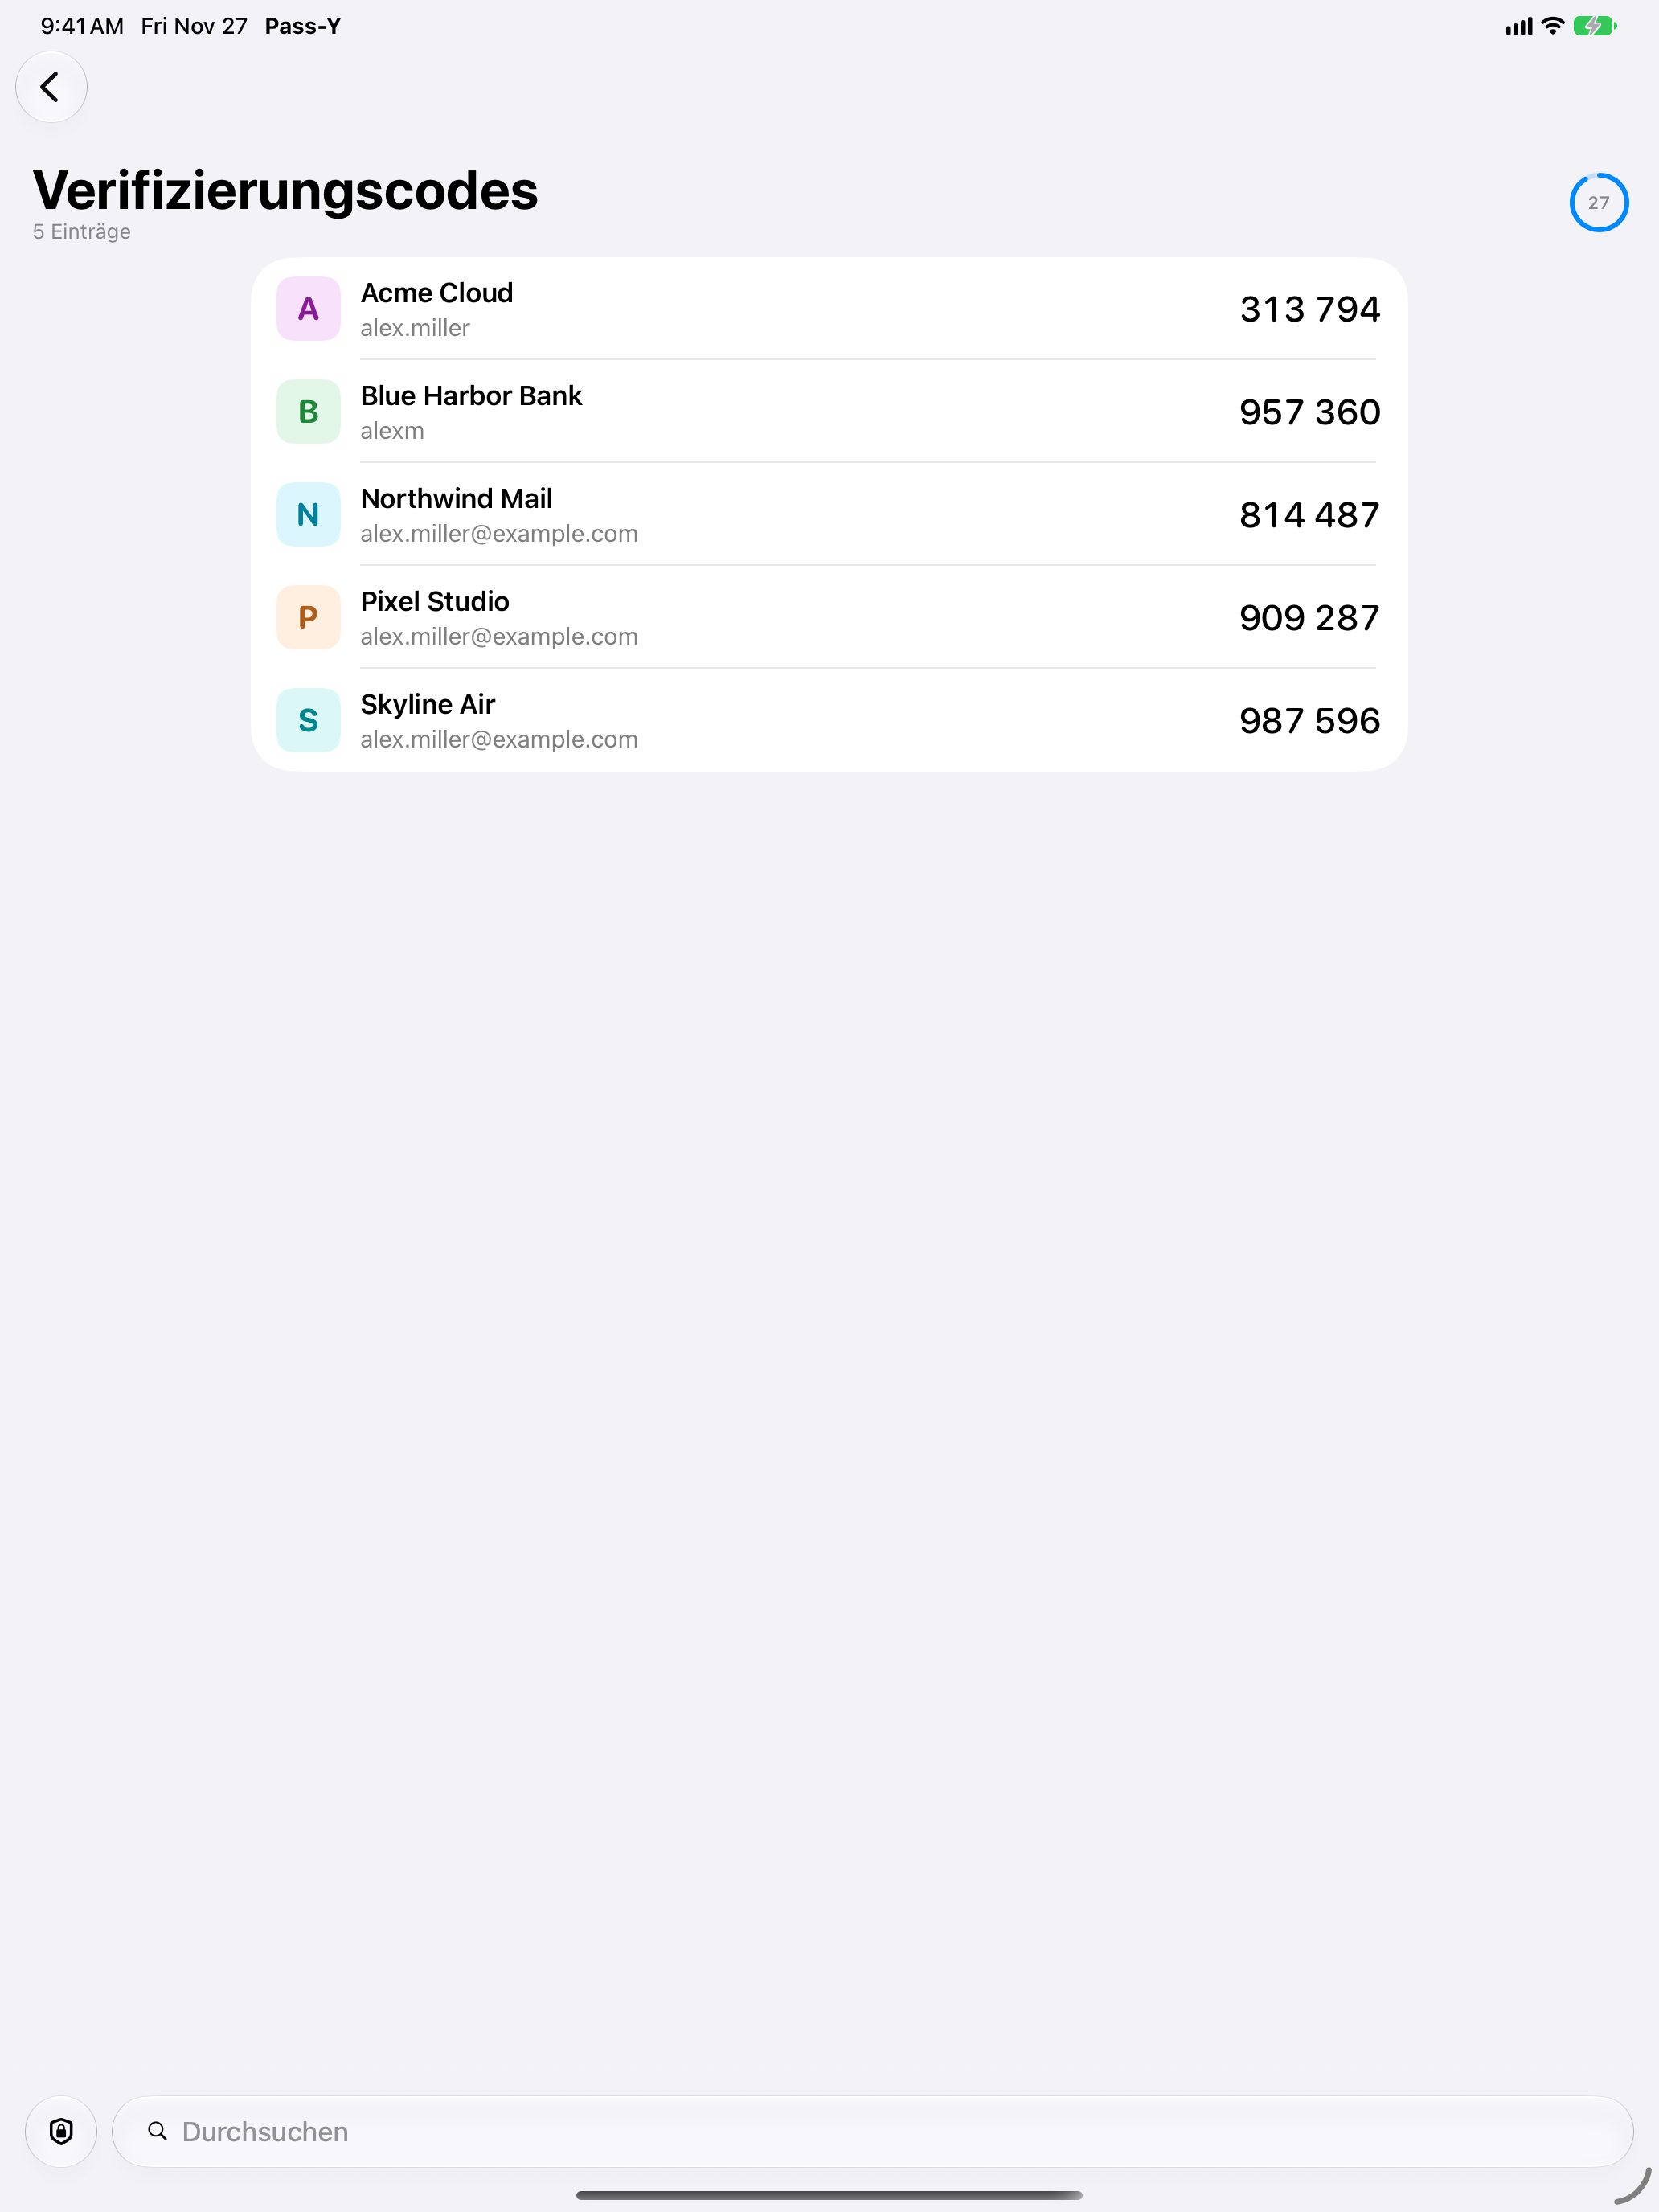 9:41 AM Fri Nov 27 Pass-Y
Verifizierungscodes
5 Einträge
27
A
Acme Cloud
alex.miller
313 794
B
Blue Harbor Bank
alexm
957 360
N
Northwind Mail
alex.miller@example.com
814 487
P
Pixel Studio
alex.miller@example.com
909 287
S
Skyline Air
alex.miller@example.com
987 596
Durchsuchen